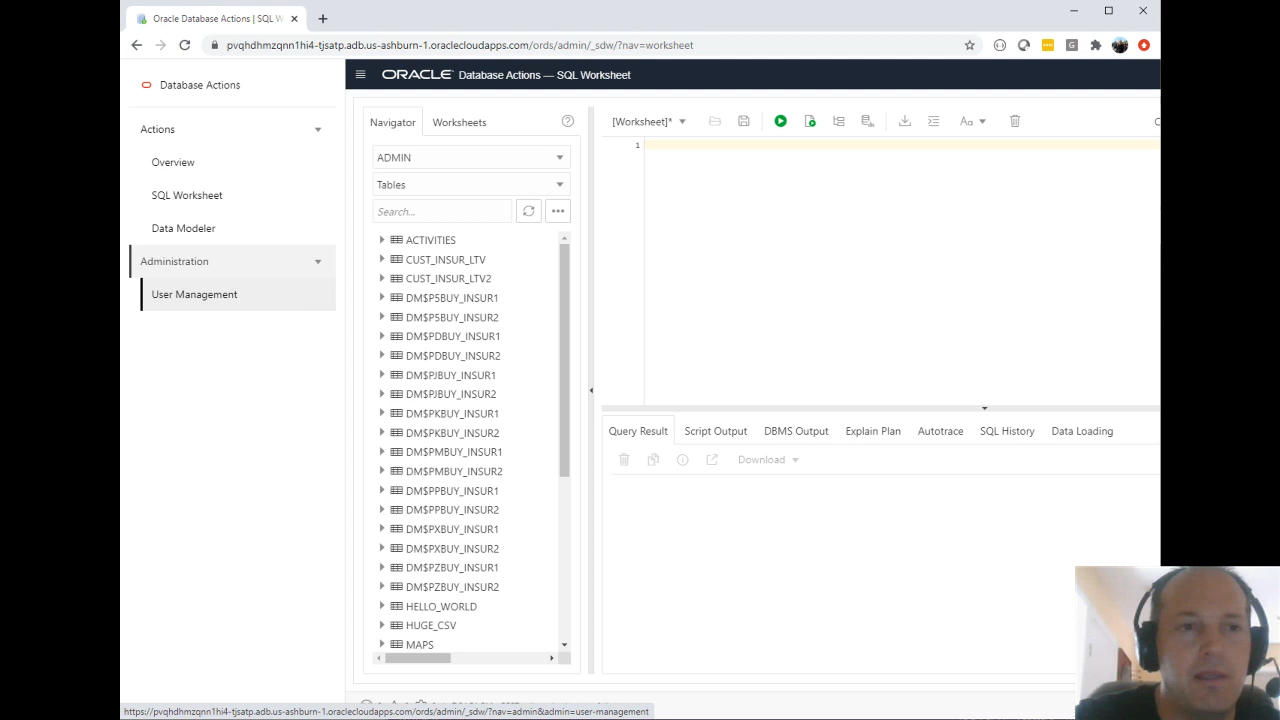 Oracle Database Actions | SQL W
pvqhdhmzqnn1hi4-tjsatp.adb.us-ashburn-1.oraclecloudapps.com/ords/admin/_sdw/?nav=worksheet
Database Actions
Actions
Overview
SQL Worksheet
Data Modeler
Administration
User Management
ORACLE Database Actions — SQL Worksheet
Navigator
Worksheets
ADMIN
Tables
Search...
ACTIVITIES
CUST_INSUR_LTV
CUST_INSUR_LTV2
DM$P5BUY_INSUR1
DM$P5BUY_INSUR2
DM$PDBUY_INSUR1
DM$PDBUY_INSUR2
DM$PJBUY_INSUR1
DM$PJBUY_INSUR2
DM$PKBUY_INSUR1
DM$PKBUY_INSUR2
DM$PMBUY_INSUR1
DM$PMBUY_INSUR2
DM$PPBUY_INSUR1
DM$PPBUY_INSUR2
DM$PXBUY_INSUR1
DM$PXBUY_INSUR2
DM$PZBUY_INSUR1
DM$PZBUY_INSUR2
HELLO_WORLD
HUGE_CSV
MAPS
[Worksheet]*
Aa
1
Query Result
Script Output
DBMS Output
Explain Plan
Autotrace
SQL History
Data Loading
Download
https://pvqhdhmzqnn1hi4-tjsatp.adb.us-ashburn-1.oraclecloudapps.com/ords/admin/_sdw/?nav=admin&admin=user-management